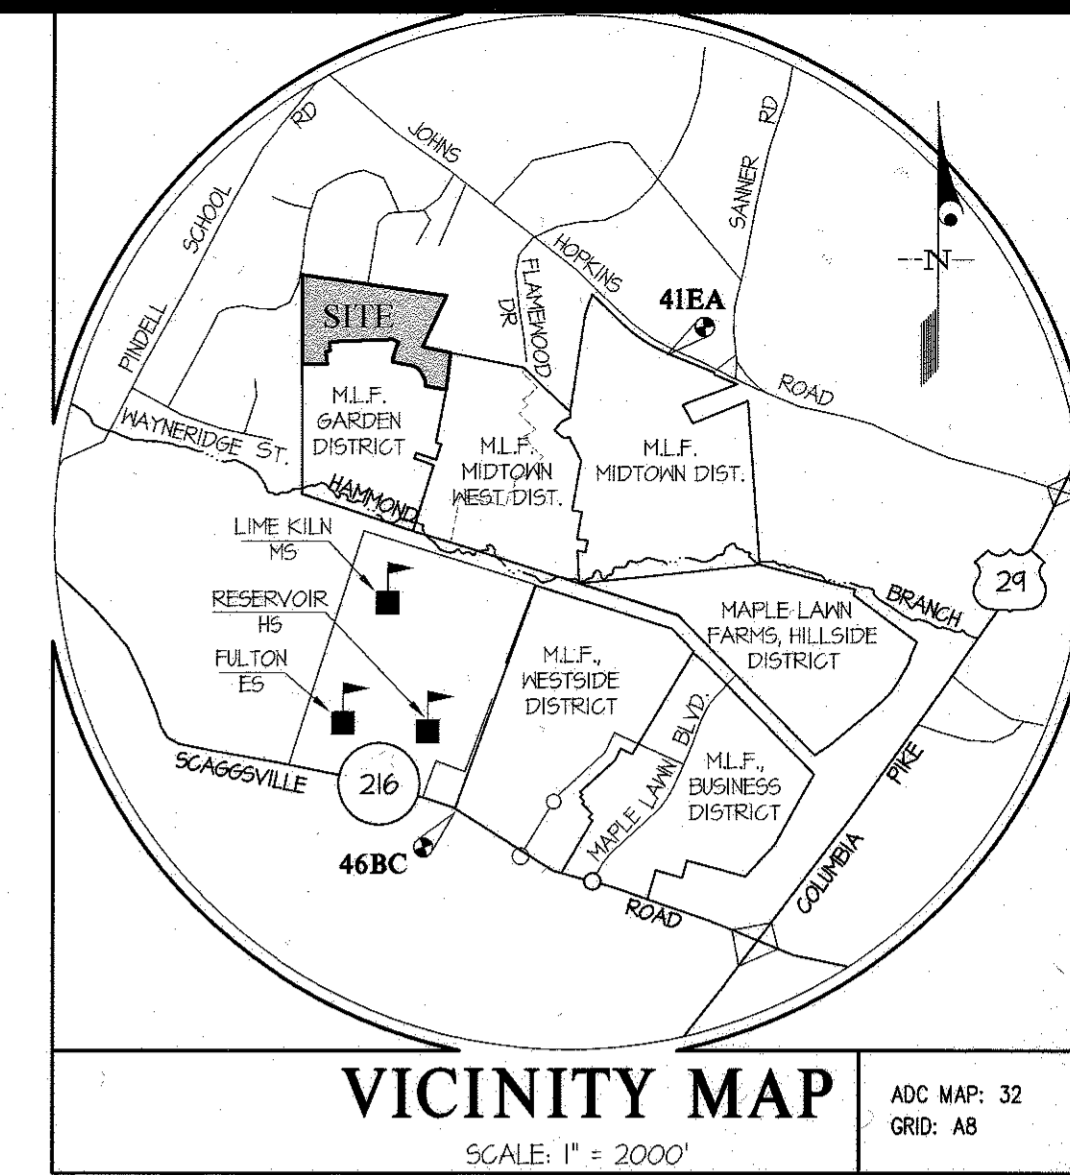 RD
JOHNS
RD
SCHOOL
SANNER
HOPKINS
FLAMEWOOD
DR
41EA
N
SITE
PINDELL
ROAD
M.L.F.
GARDEN
DISTRICT
WAYNERIDGE ST.
M.L.F.
MIDTOWN
WEST DIST.
M.L.F.
MIDTOWN DIST.
HAMMOND
LIME KILN
MS
29
RESERVOIR
HS
BRANCH
MAPLE LAWN
FARMS, HILLSIDE
DISTRICT
FULTON
ES
M.L.F.,
WESTSIDE
DISTRICT
SCAGGSVILLE
216
MAPLE LAWN BLVD.
M.L.F.,
BUSINESS
DISTRICT
PIKE
COLUMBIA
46BC
ROAD
VICINITY MAP
SCALE: 1" = 2000'
ADC MAP: 32
GRID: A8